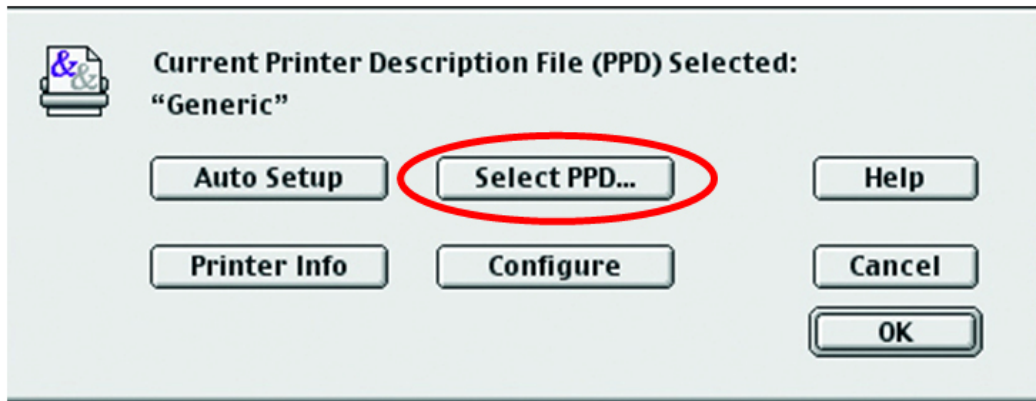 &&
Current Printer Description File (PPD) Selected:
“Generic”
Auto Setup Select PPD... Help
Printer Info Configure Cancel
OK